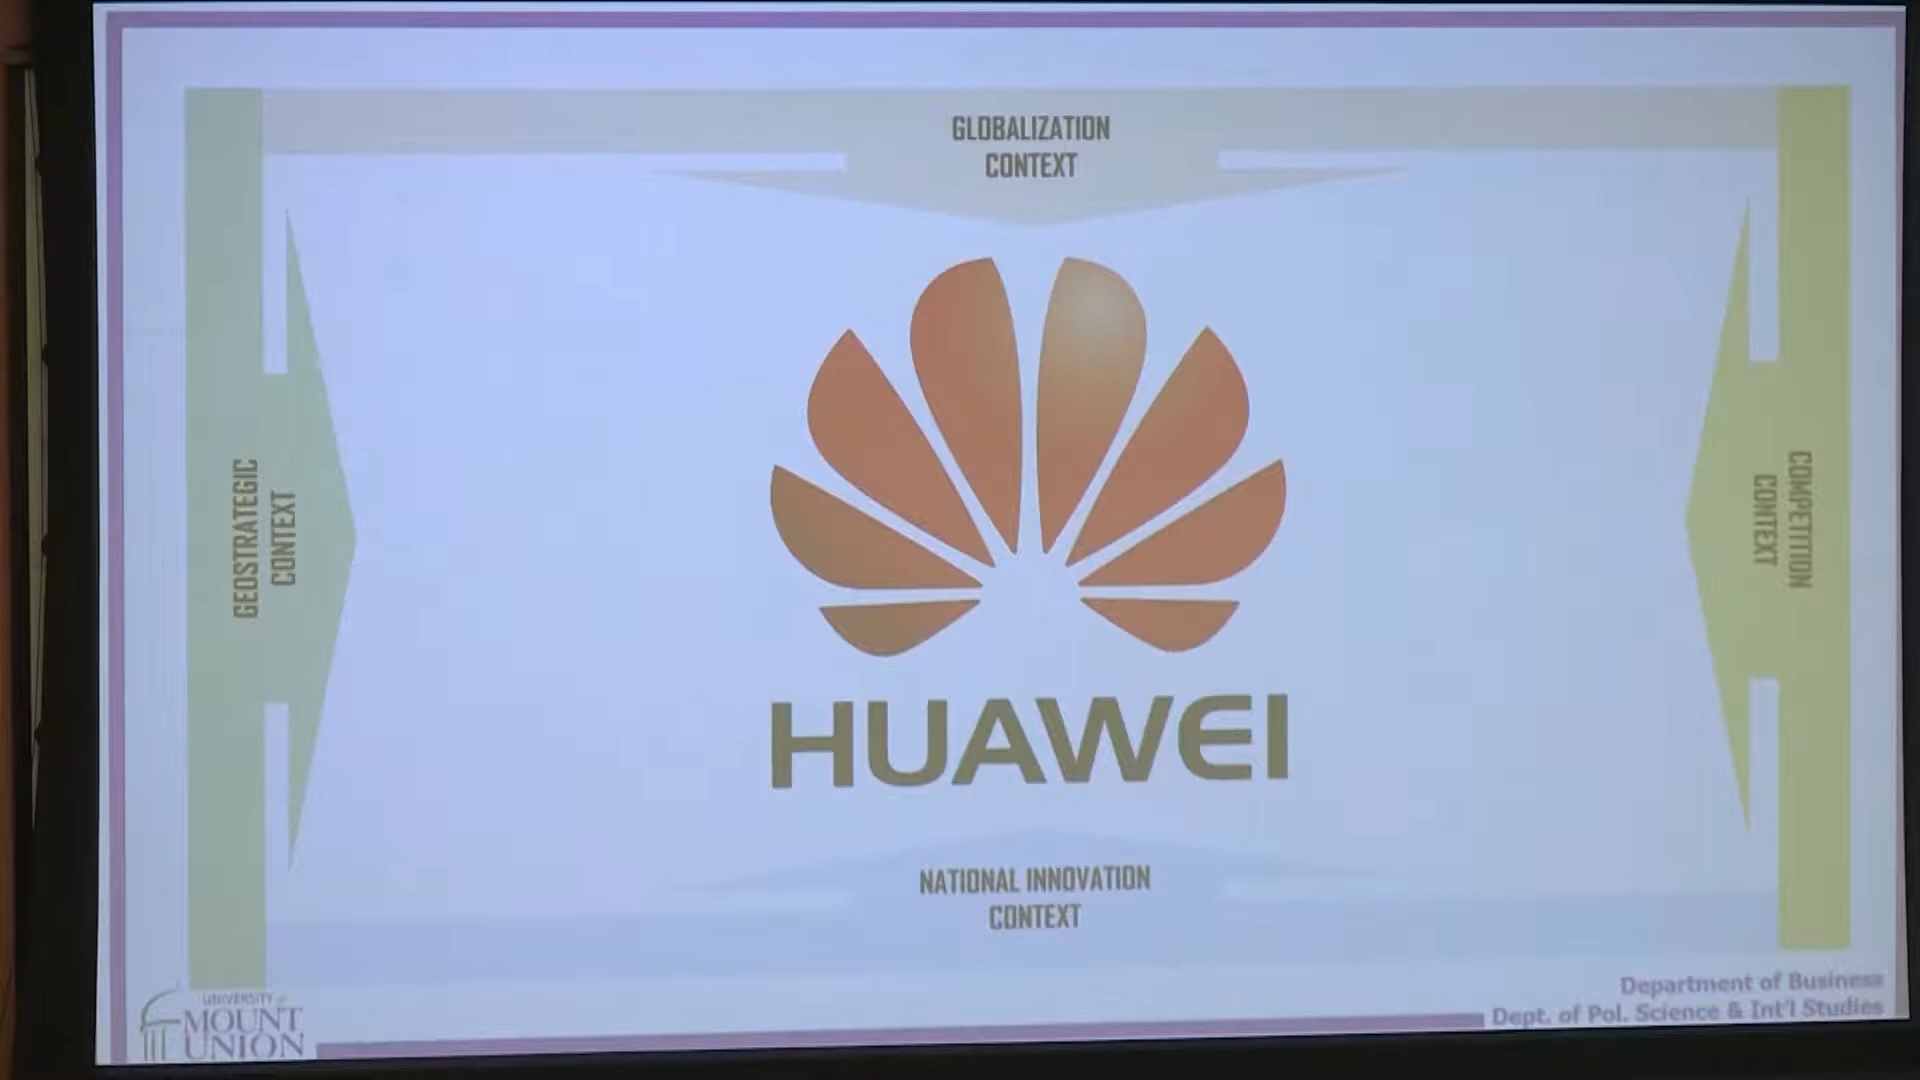 GLOBALIZATION
CONTEXT
GEOSTRATEGIC
CONTEXT
COMPETITION
CONTEXT
HUAWEI
NATIONAL INNOVATION
CONTEXT
UNIVERSITY of
MOUNT
UNION
Department of Business
Dept. of Pol. Science & Int'l Studies